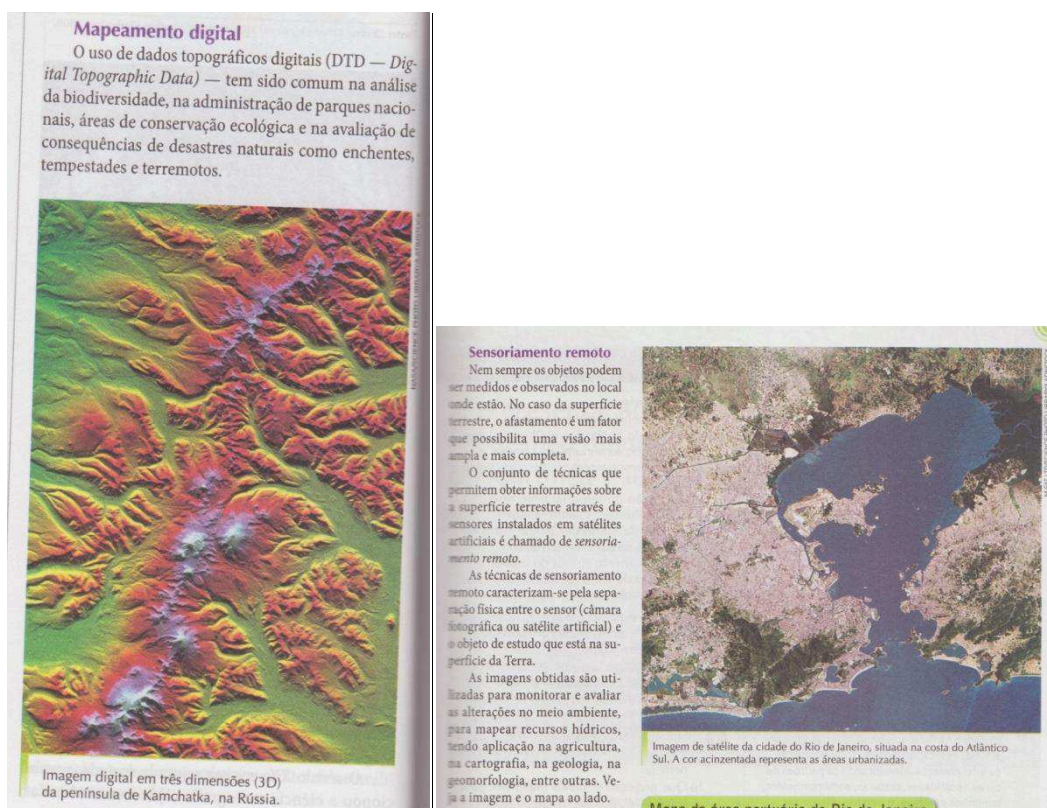 Mapeamento digital
O uso de dados topográficos digitais (DTD — Dig-
ital Topographic Data) — tem sido comum na análise
da biodiversidade, na administração de parques nacio-
nais, áreas de conservação ecológica e na avaliação de
consequências de desastres naturais como enchentes,
tempestades e terremotos.
Imagem digital em três dimensões (3D)
da península de Kamchatka, na Rússia.
Sensoriamento remoto
Nem sempre os objetos podem
ser medidos e observados no local
onde estão. No caso da superfície
terrestre, o afastamento é um fator
que possibilita uma visão mais
ampla e mais completa.
O conjunto de técnicas que
permitem obter informações sobre
a superfície terrestre através de
sensores instalados em satélites
artificiais é chamado de sensoria-
mento remoto.
As técnicas de sensoriamento
remoto caracterizam-se pela sepa-
ração física entre o sensor (câmara
fotográfica ou satélite artificial) e
o objeto de estudo que está na su-
perfície da Terra.
As imagens obtidas são uti-
lizadas para monitorar e avaliar
as alterações no meio ambiente,
para mapear recursos hídricos,
tendo aplicação na agricultura,
na cartografia, na geologia, na
geomorfologia, entre outras. Ve-
ja a imagem e o mapa ao lado.
Imagem de satélite da cidade do Rio de Janeiro, situada na costa do Atlântico
Sul. A cor acinzentada representa as áreas urbanizadas.
Mapa da área portuária do Rio de Janeiro